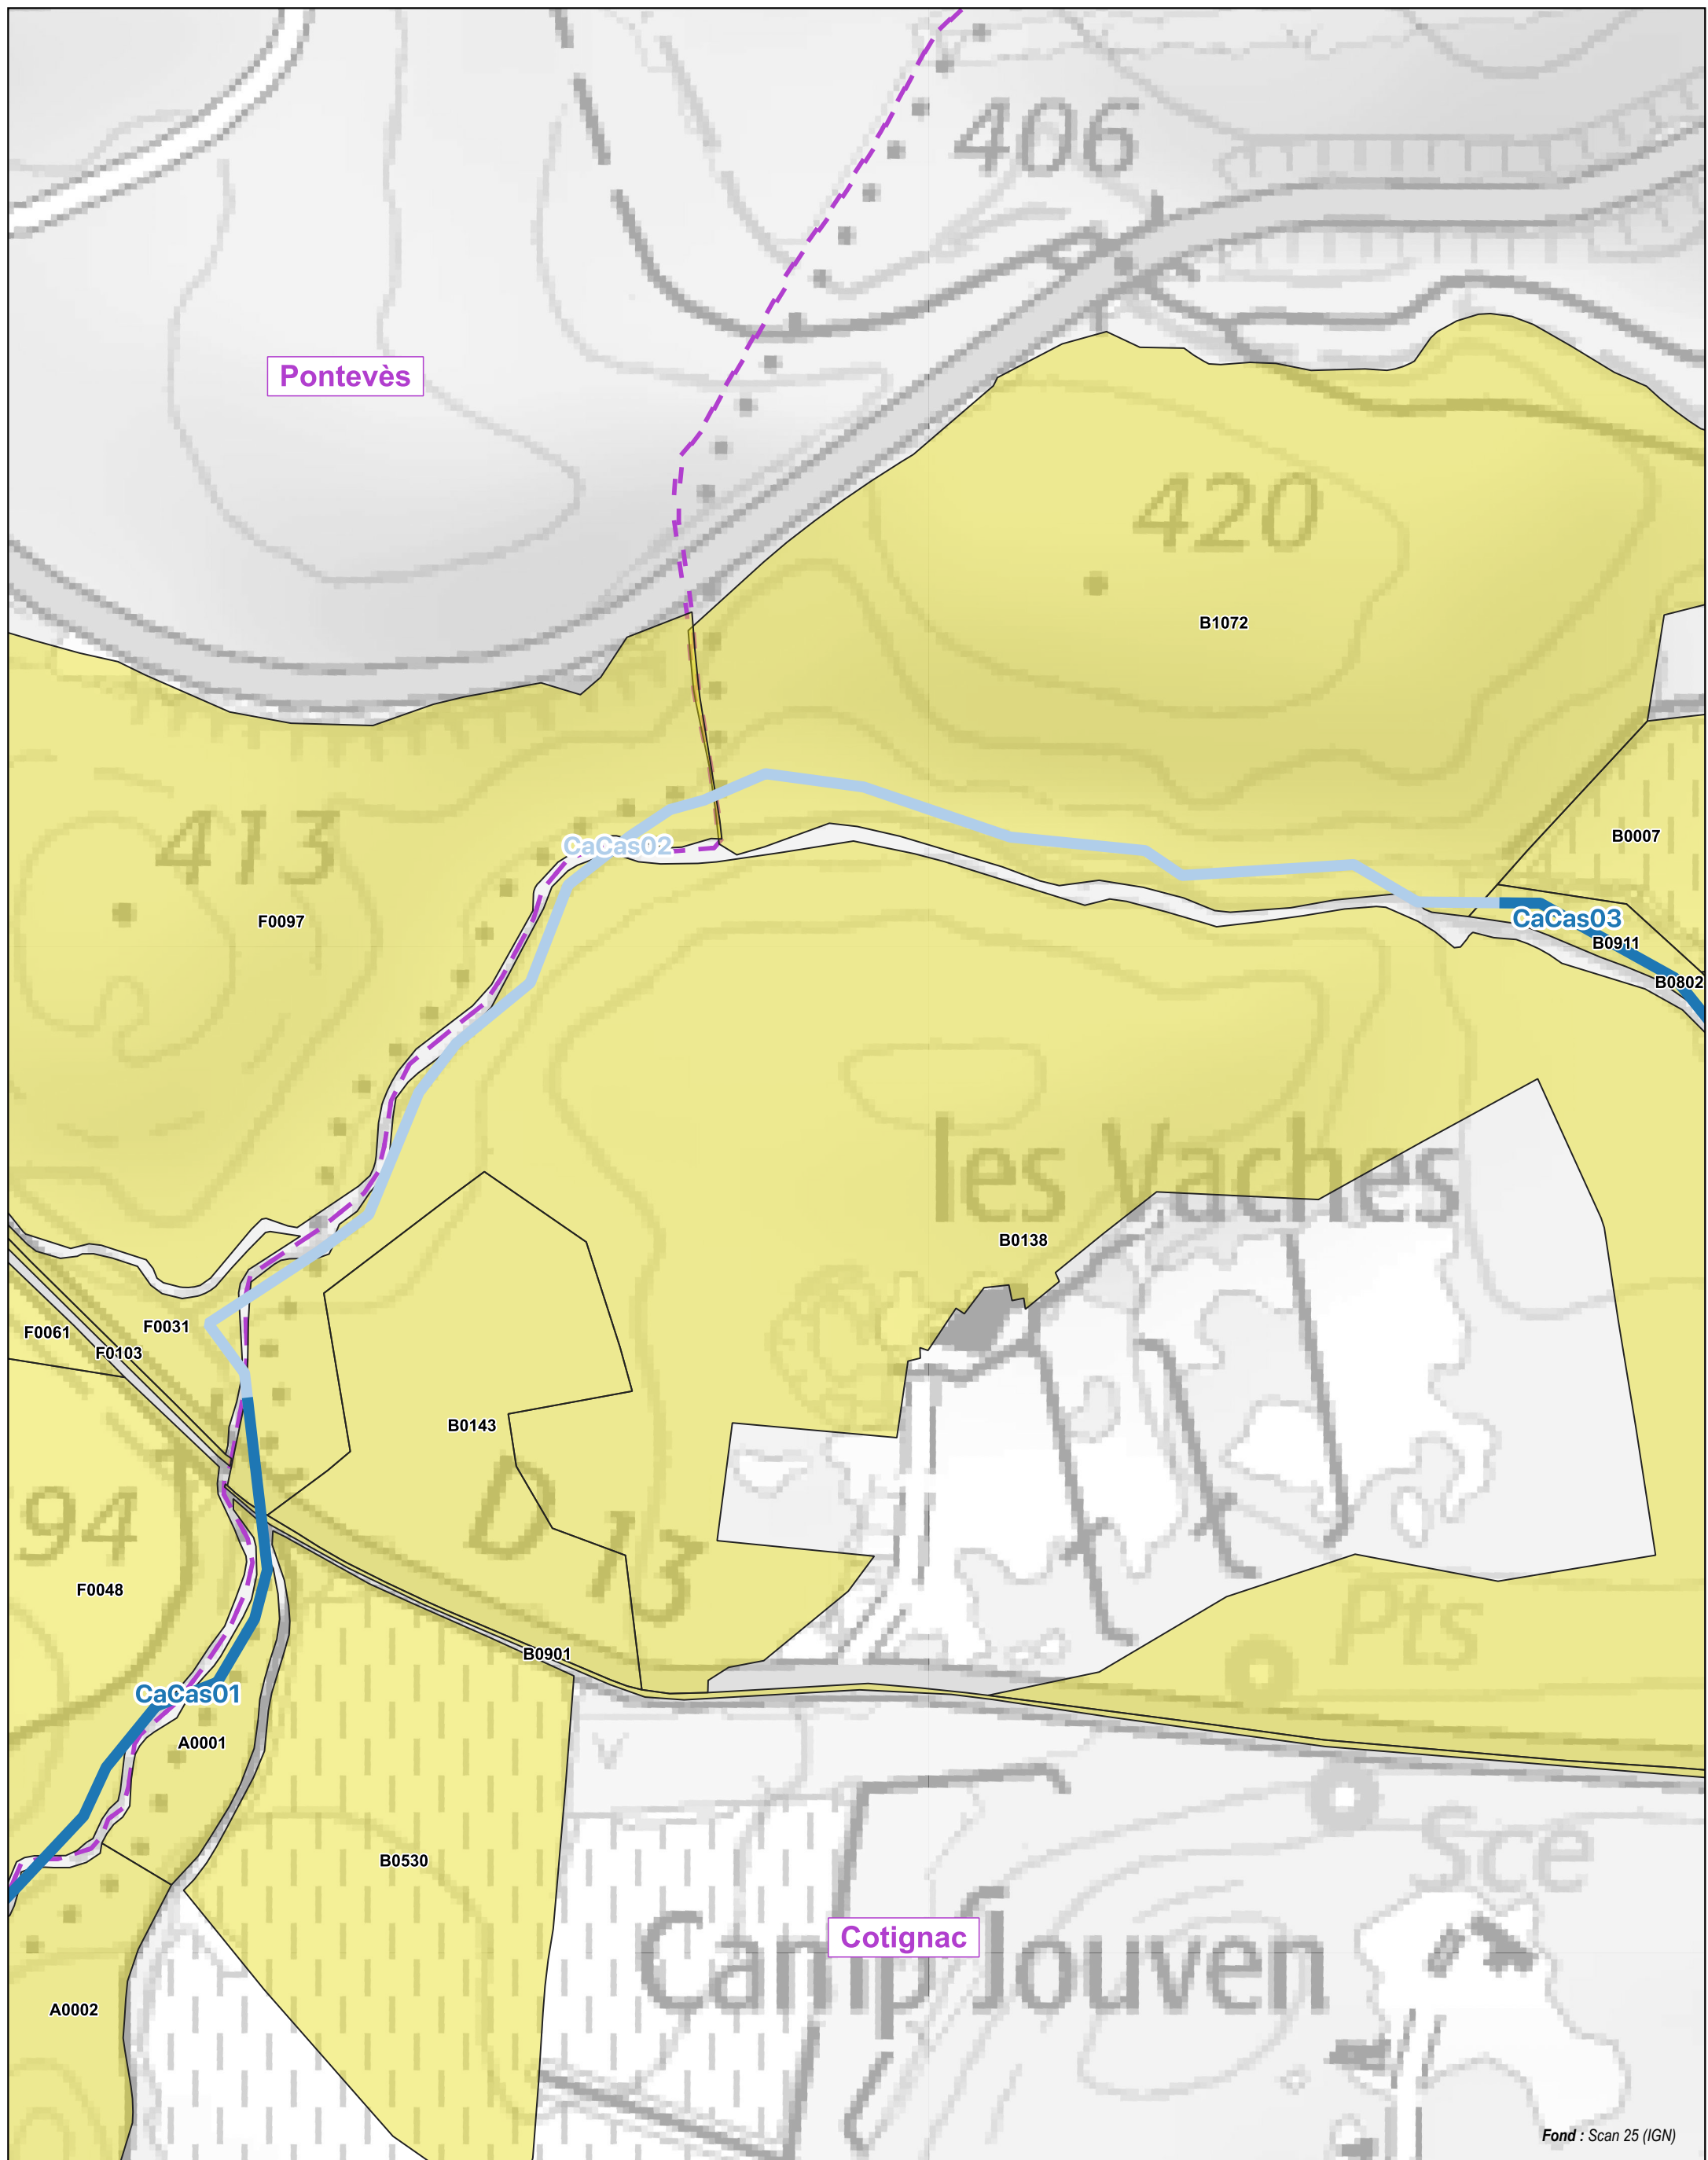 406
Pontevès
420
B1072
413
CaCas02
B0007
F0097
CaCas03
B0911
B0802
les Vaches
B0138
F0031
F0061
F0103
B0143
94
D 13
F0048
Pts
B0901
CaCas01
A0001
Sce
B0530
Cotignac
Camp Jouven
A0002
Fond : Scan 25 (IGN)